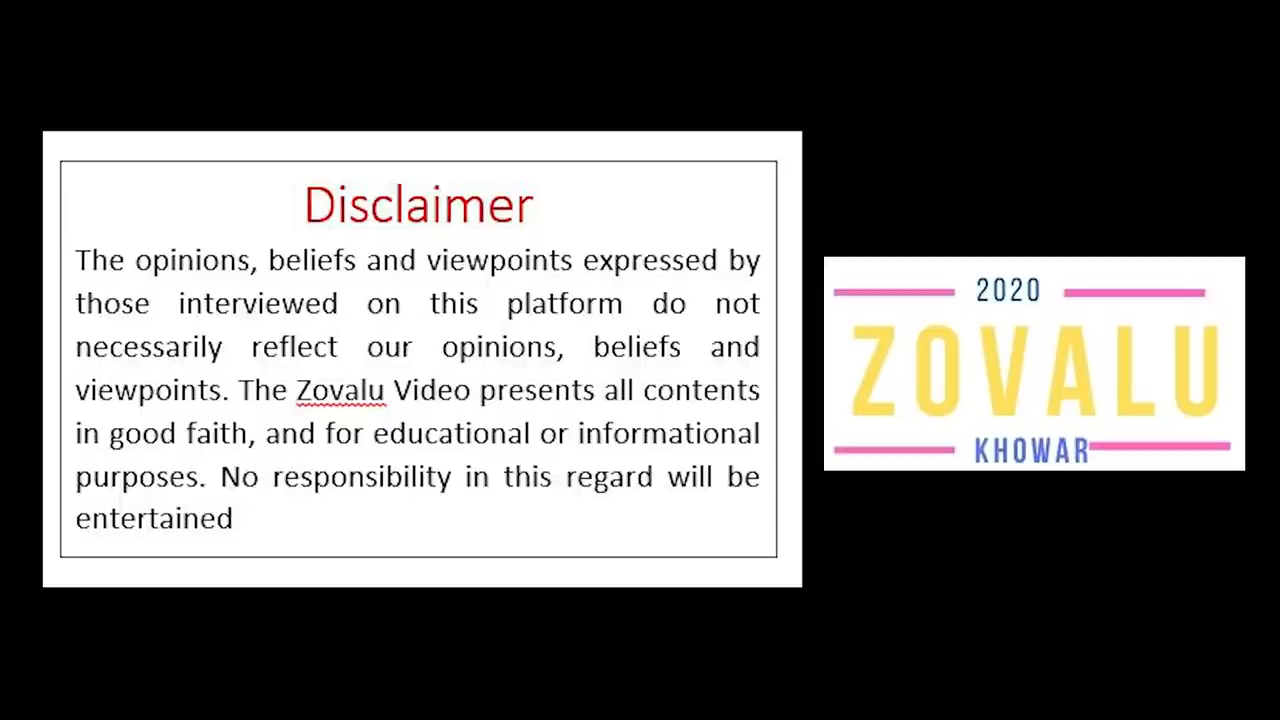 Disclaimer
The opinions, beliefs and viewpoints expressed by
those interviewed on this platform do not
necessarily reflect our opinions, beliefs and
viewpoints. The Zovalu Video presents all contents
in good faith, and for educational or informational
purposes. No responsibility in this regard will be
entertained
2020
ZOVALU
KHOWAR